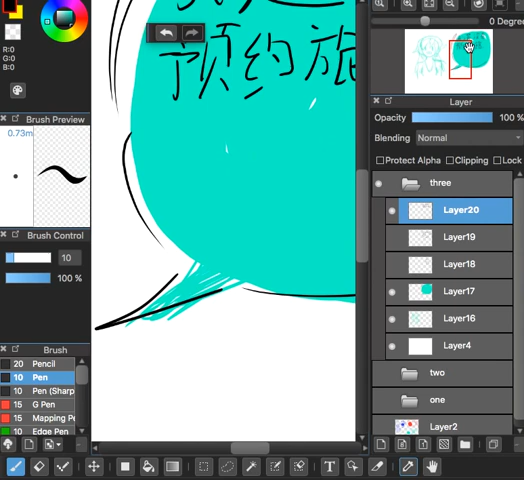 R:0
G:0
B:0
Brush Preview
0.73m
Brush Control
10
100 %
Brush
20 Pencil
10 Pen
10 Pen (Sharp
15 G Pen
15 Mapping Pe
10 Edge Pen
预约旅
0 Degree
Layer
Opacity 100 %
Blending Normal
Protect Alpha Clipping Lock
three
Layer20
Layer19
Layer18
Layer17
Layer16
Layer4
two
one
Layer2
T